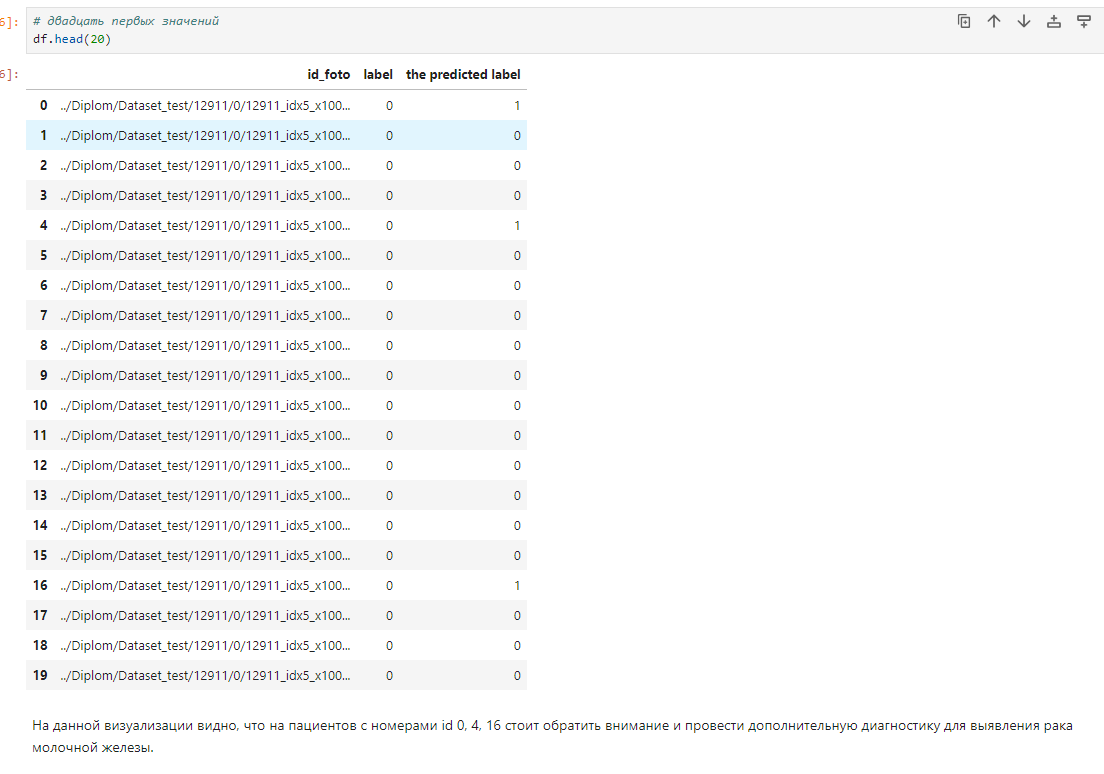 6]:
# двадцать первых значений
df.head(20)
6]:
id_foto label the predicted label
0 ../Diplom/Dataset_test/12911/0/12911_idx5_x100... 0 1
1 ../Diplom/Dataset_test/12911/0/12911_idx5_x100... 0 0
2 ../Diplom/Dataset_test/12911/0/12911_idx5_x100... 0 0
3 ../Diplom/Dataset_test/12911/0/12911_idx5_x100... 0 0
4 ../Diplom/Dataset_test/12911/0/12911_idx5_x100... 0 1
5 ../Diplom/Dataset_test/12911/0/12911_idx5_x100... 0 0
6 ../Diplom/Dataset_test/12911/0/12911_idx5_x100... 0 0
7 ../Diplom/Dataset_test/12911/0/12911_idx5_x100... 0 0
8 ../Diplom/Dataset_test/12911/0/12911_idx5_x100... 0 0
9 ../Diplom/Dataset_test/12911/0/12911_idx5_x100... 0 0
10 ../Diplom/Dataset_test/12911/0/12911_idx5_x100... 0 0
11 ../Diplom/Dataset_test/12911/0/12911_idx5_x100... 0 0
12 ../Diplom/Dataset_test/12911/0/12911_idx5_x100... 0 0
13 ../Diplom/Dataset_test/12911/0/12911_idx5_x100... 0 0
14 ../Diplom/Dataset_test/12911/0/12911_idx5_x100... 0 0
15 ../Diplom/Dataset_test/12911/0/12911_idx5_x100... 0 0
16 ../Diplom/Dataset_test/12911/0/12911_idx5_x100... 0 1
17 ../Diplom/Dataset_test/12911/0/12911_idx5_x100... 0 0
18 ../Diplom/Dataset_test/12911/0/12911_idx5_x100... 0 0
19 ../Diplom/Dataset_test/12911/0/12911_idx5_x100... 0 0
На данной визуализации видно, что на пациентов с номерами id 0, 4, 16 стоит обратить внимание и провести дополнительную диагностику для выявления рака
молочной железы.